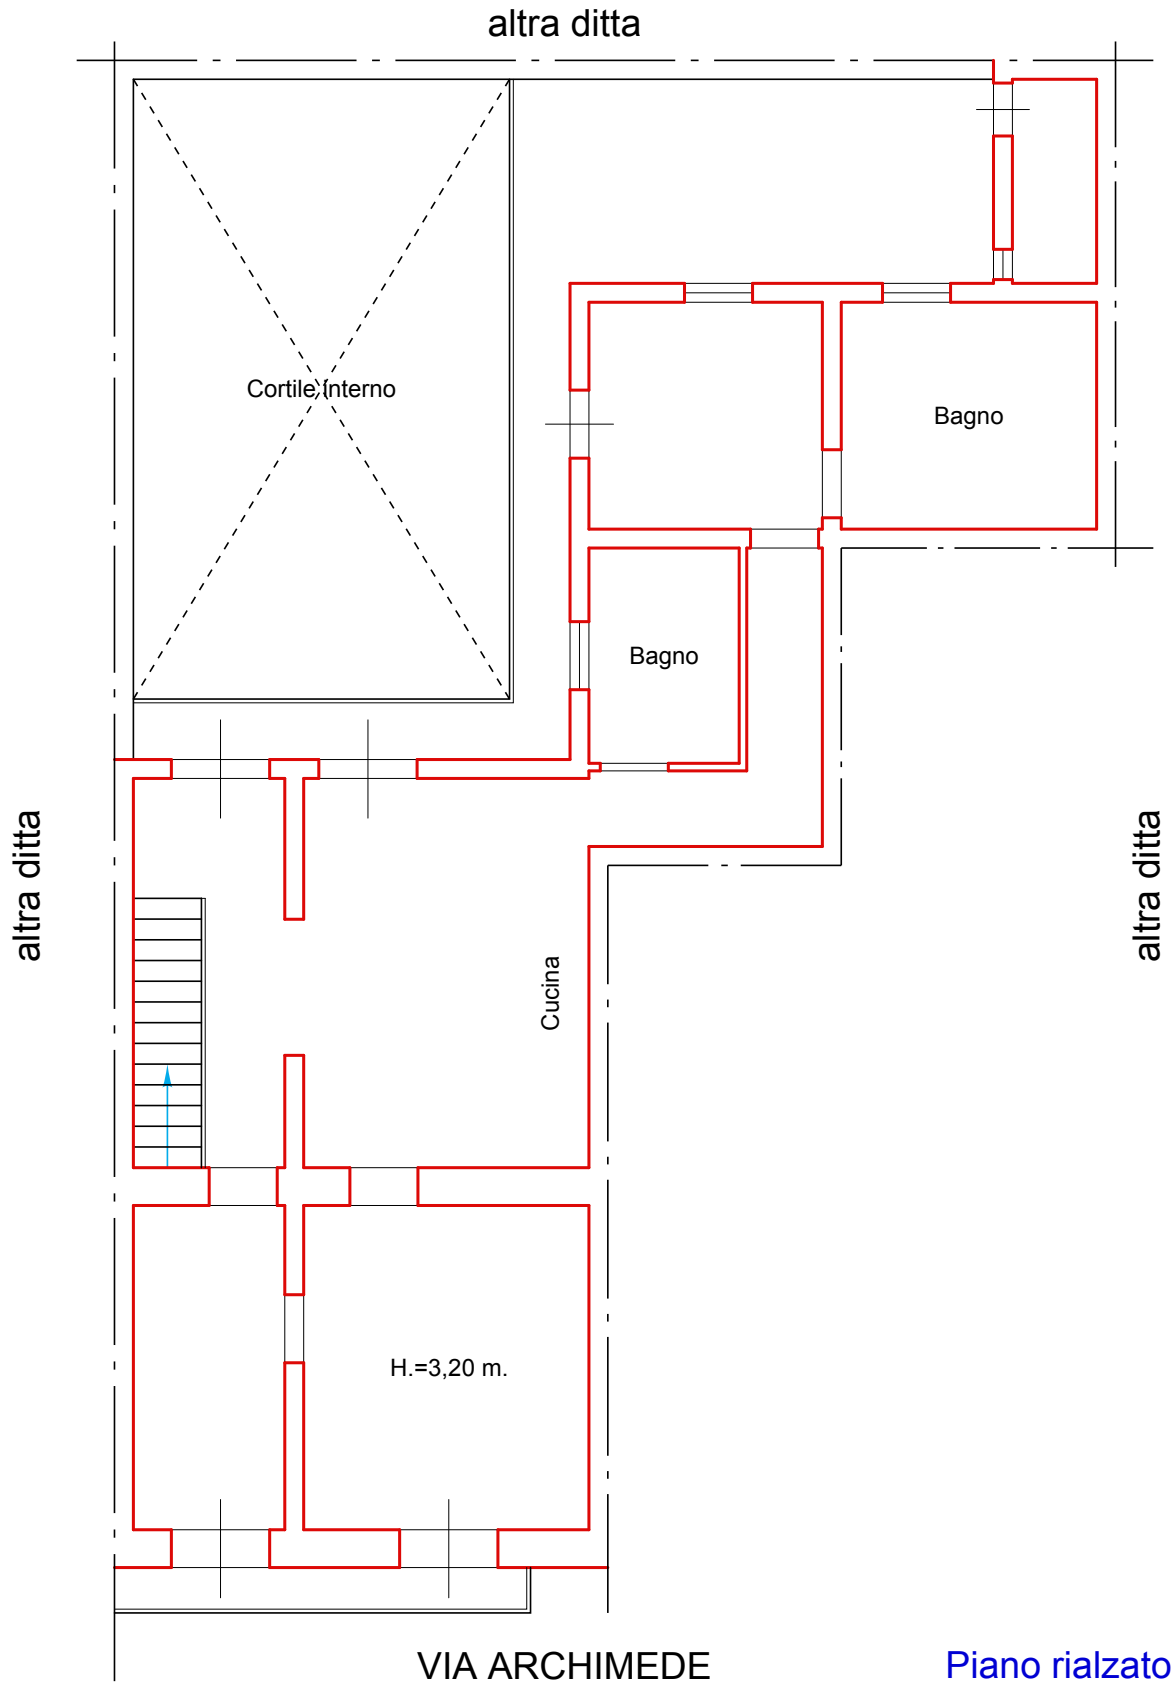 altra ditta
Cortile Interno
Bagno
Bagno
altra ditta
altra ditta
Cucina
H.=3,20 m.
VIA ARCHIMEDE
Piano rialzato